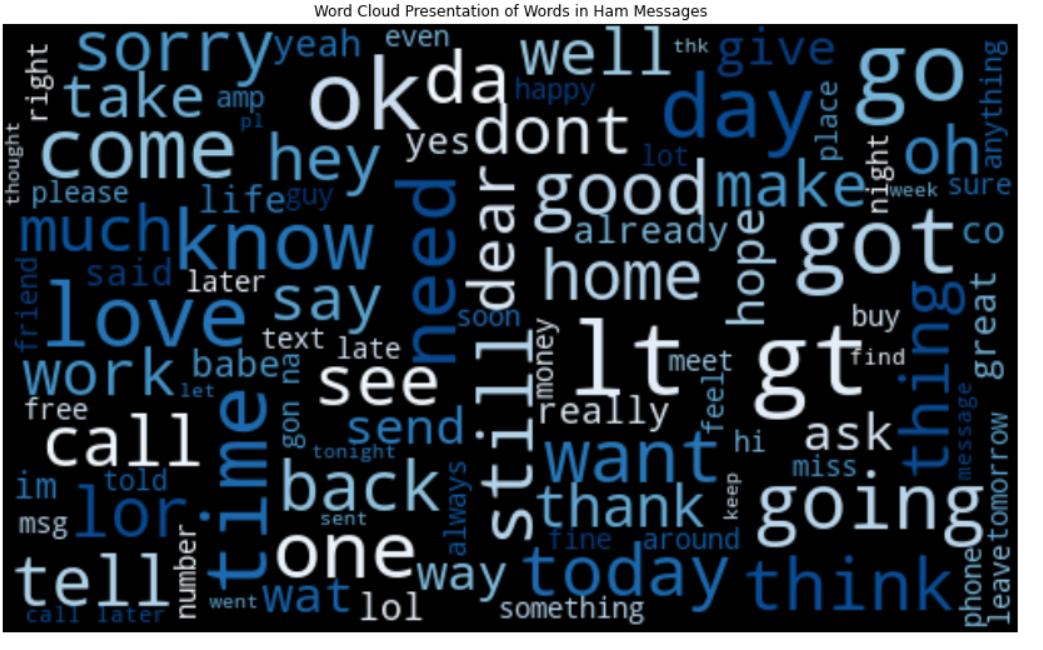 Word Cloud Presentation of Words in Ham Messages
sorry
yeah
even
well
thk
give
go
anything
right
take
amp
pl
ok
da
happy
day
place
thought
come
hey
yes
dont
lot
oh
night
please
life
guy
need
dear
good
make
week
sure
much
know
already
hope
got
co
friend
said
later
home
love
say
soon
thing
great
text
late
still
money
lt
meet
gt
buy
find
work
babe
let
gon na
see
really
feel
free
call
time
send
tonight
want
hi
ask
message
im
told
back
always
thank
keep
miss
going
leave
tomorrow
msg
lor
sent
fine
around
number
one
way
today
think
phone
tell
call later
went
wat
lol
something